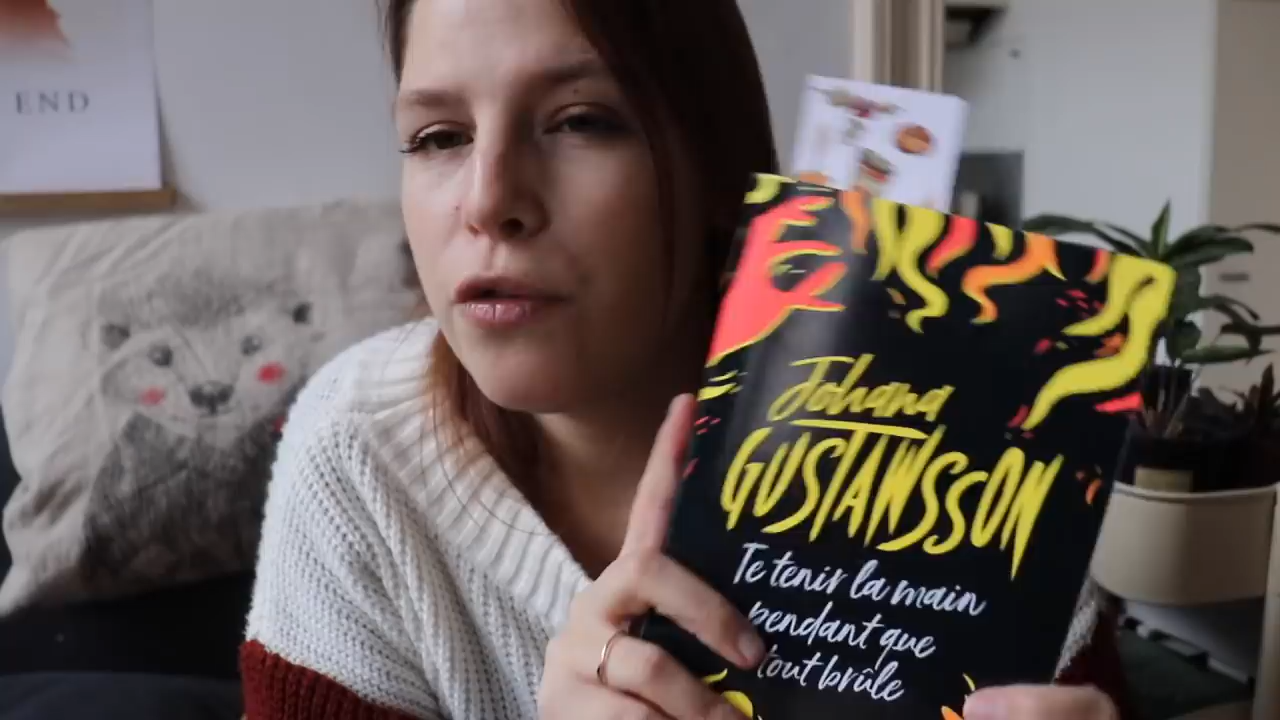 END
Johana
GUSTAWSSON
Te tenir la main
pendant que
tout brûle